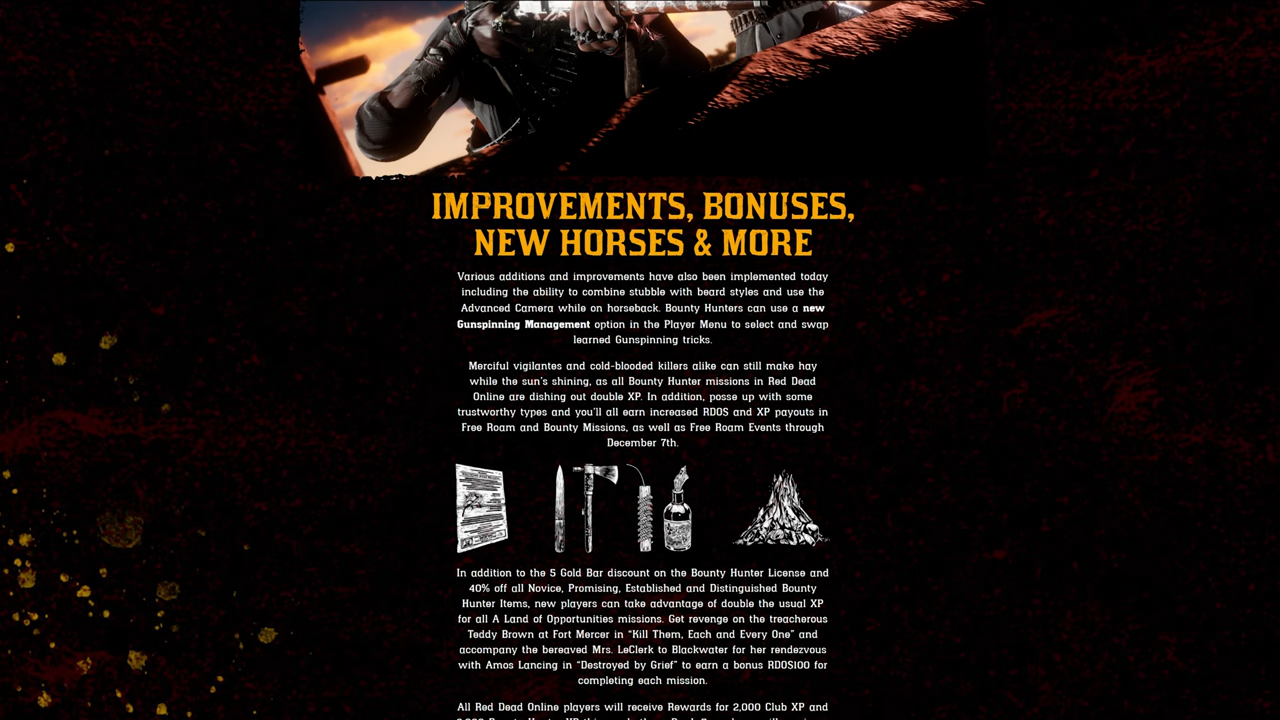 IMPROVEMENTS, BONUSES,
NEW HORSES & MORE
Various additions and improvements have also been implemented today
including the ability to combine stubble with beard styles and use the
Advanced Camera while on horseback. Bounty Hunters can use a new
Gunspinning Management option in the Player Menu to select and swap
learned Gunspinning tricks.
Merciful vigilantes and cold-blooded killers alike can still make hay
while the sun's shining, as all Bounty Hunter missions in Red Dead
Online are dishing out double XP. In addition, posse up with some
trustworthy types and you'll all earn increased RDO$ and XP payouts in
Free Roam and Bounty Missions, as well as Free Roam Events through
December 7th.
In addition to the 5 Gold Bar discount on the Bounty Hunter License and
40% off all Novice, Promising, Established and Distinguished Bounty
Hunter Items, new players can take advantage of double the usual XP
for all A Land of Opportunities missions. Get revenge on the treacherous
Teddy Brown at Fort Mercer in "Kill Them, Each and Every One" and
accompany the bereaved Mrs. LeClerk to Blackwater for her rendezvous
with Amos Lancing in "Destroyed by Grief" to earn a bonus RDO$100 for
completing each mission.
All Red Dead Online players will receive Rewards for 2,000 Club XP and